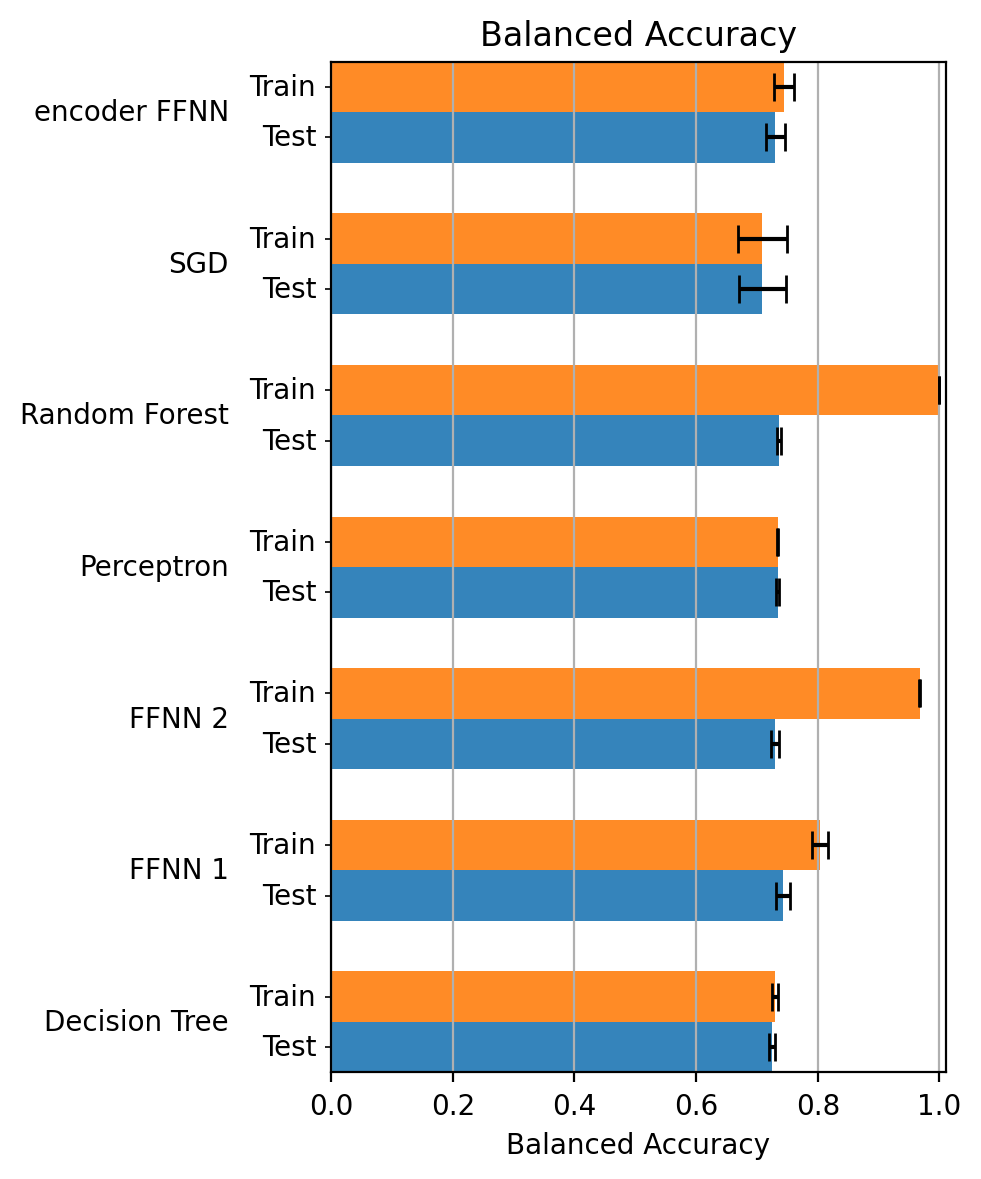 Balanced Accuracy
encoder FFNN
Train
Test
SGD
Train
Test
Random Forest
Train
Test
Perceptron
Train
Test
FFNN 2
Train
Test
FFNN 1
Train
Test
Decision Tree
Train
Test
0.0 0.2 0.4 0.6 0.8 1.0
Balanced Accuracy